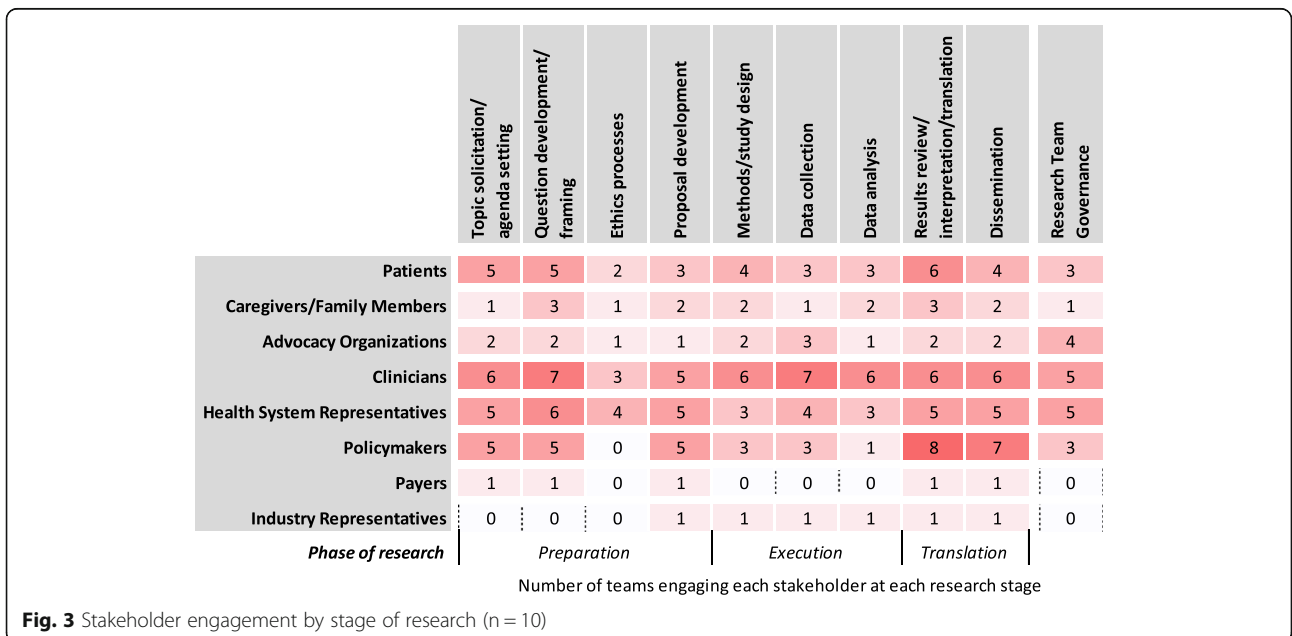 Topic solicitation/
agenda setting
Question development/
framing
Ethics processes
Proposal development
Methods/study design
Data collection
Data analysis
Results review/
interpretation/translation
Dissemination
Research Team
Governance
Patients 5 5 2 3 4 3 3 6 4 3
Caregivers/Family Members 1 3 1 2 2 1 2 3 2 1
Advocacy Organizations 2 2 1 1 2 3 1 2 2 4
Clinicians 6 7 3 5 6 7 6 6 6 5
Health System Representatives 5 6 4 5 3 4 3 5 5 5
Policymakers 5 5 0 5 3 3 1 8 7 3
Payers 1 1 0 1 0 0 0 1 1 0
Industry Representatives 0 0 0 1 1 1 1 1 1 0
Phase of research Preparation Execution Translation
Number of teams engaging each stakeholder at each research stage
Fig. 3 Stakeholder engagement by stage of research (n = 10)